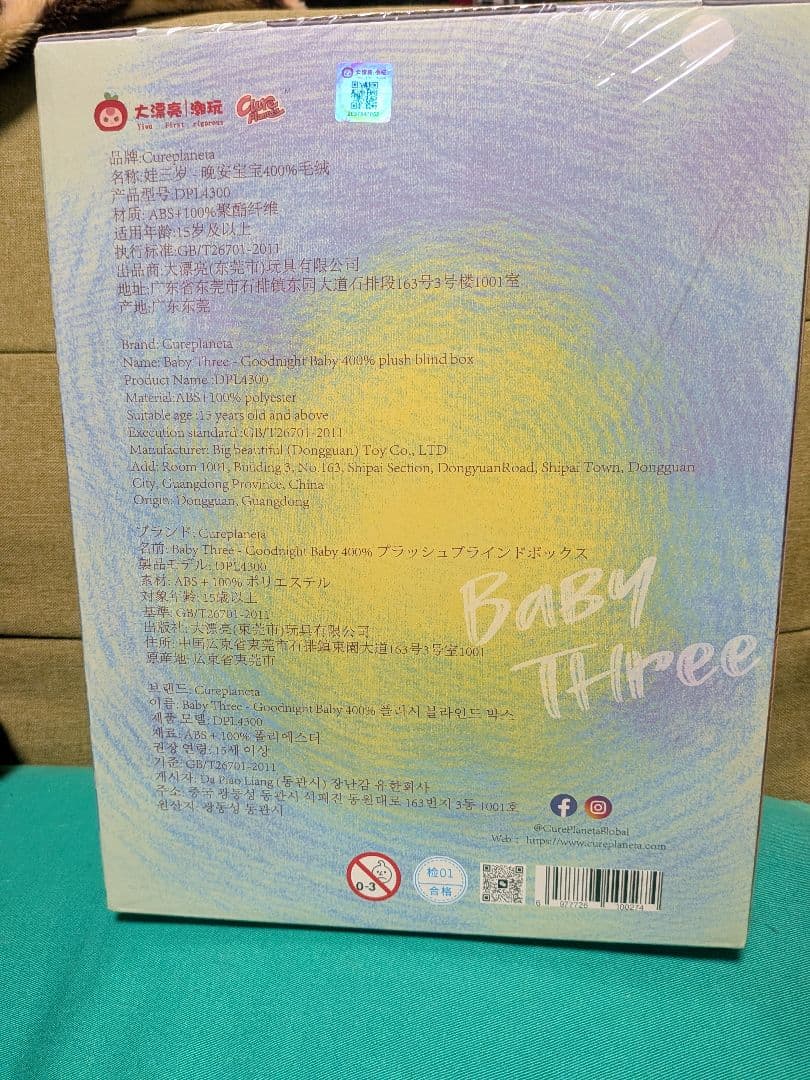 大漂亮|潮玩
Yiwu First rigorous
Cure
Planeta
大漂亮
品牌:Cureplaneta
名称:娃三岁 - 晚安宝宝400%毛绒
产品型号:DPL4300
材质: ABS+100%聚酯纤维
适用年龄:15岁及以上
执行标准:GB/T26701-2011
出品商:大漂亮(东莞市)玩具有限公司
地址:广东省东莞市石排镇东园大道石排段163号3号楼1001室
产地:广东东莞
Brand: Cureplaneta
Name: Baby Three - Goodnight Baby 400% plush blind box
Product Name :DPL4300
Material:ABS+100% polyester
Suitable age :15 years old and above
Execution standard :GB/T26701-2011
Manufacturer: Big beautiful (Dongguan) Toy Co., LTD
Add: Room 1001, Building 3, No.163, Shipai Section, DongyuanRoad, Shipai Town, Dongguan
City, Guangdong Province, China
Origin: Dongguan, Guangdong
ブランド: Cureplaneta
名前: Baby Three - Goodnight Baby 400% プラッシュブラインドボックス
製品モデル: DPL4300
素材: ABS + 100% ポリエステル
対象年齢: 15歳以上
基準: GB/T26701-2011
出版社: 大漂亮(東莞市)玩具有限公司
住所: 中国広東省東莞市石排鎮東園大道163号3号室1001
原産地: 広東省東莞市
Baby
Three
브랜드: Cureplaneta
이름: Baby Three - Goodnight Baby 400% 플러시 블라인드 박스
제품 모델: DPL4300
재료: ABS + 100% 폴리에스터
권장 연령: 15세 이상
기준: GB/T26701-2011
게시자: Da Piao Liang (동관시) 장난감 유한회사
주소: 중국 광동성 동관시 석패진 동원대로 163번지 3동 1001호
원산지: 광동성 동관시
@CurePlanetaGlobal
Web : https://www.cureplaneta.com
0-3
检01
合格
6 977726 100274